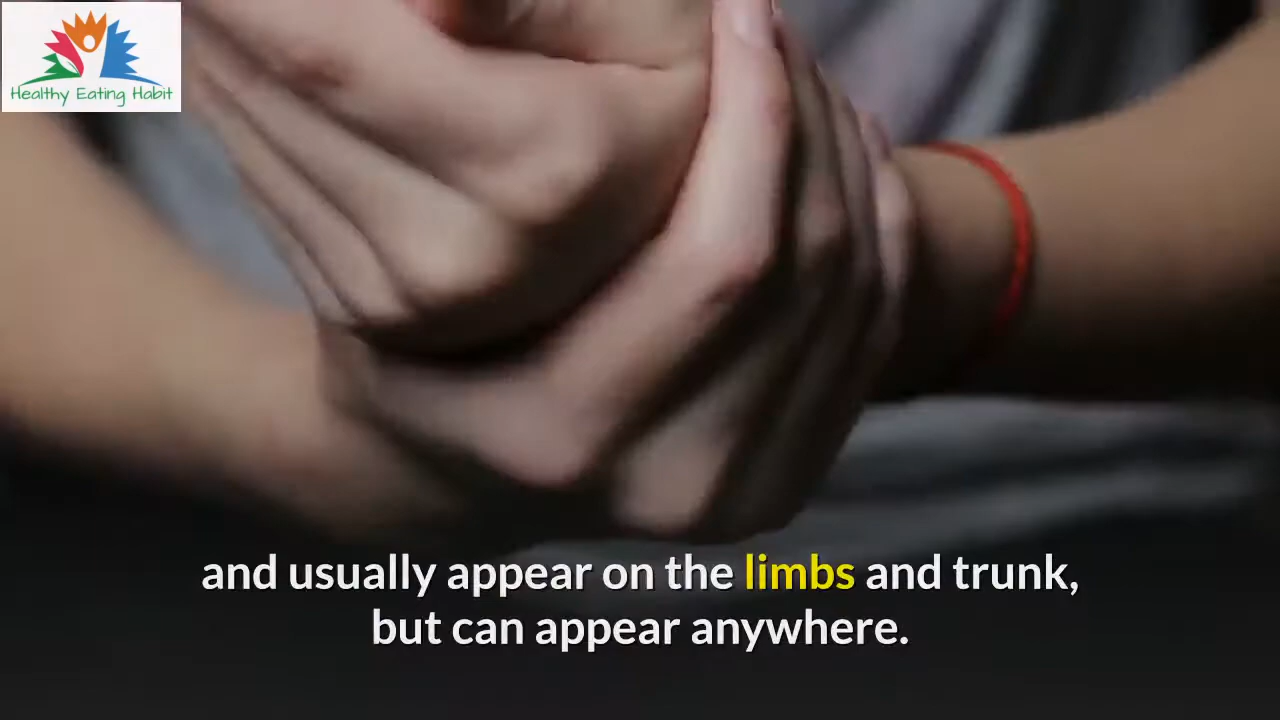 Healthy Eating Habit
and usually appear on the limbs and trunk,
but can appear anywhere.